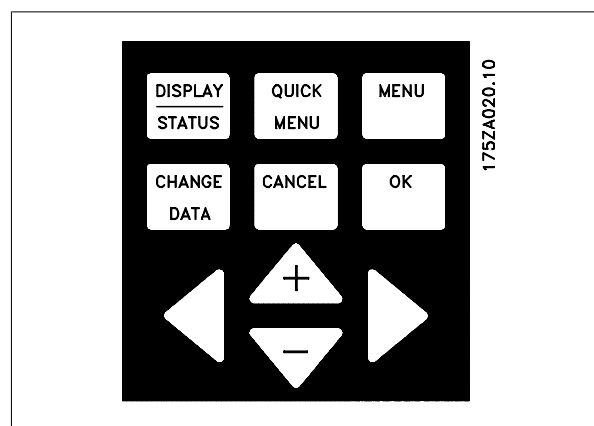 DISPLAY
STATUS
QUICK
MENU
MENU
CHANGE
DATA
CANCEL
OK
+
−
175ZA020.10